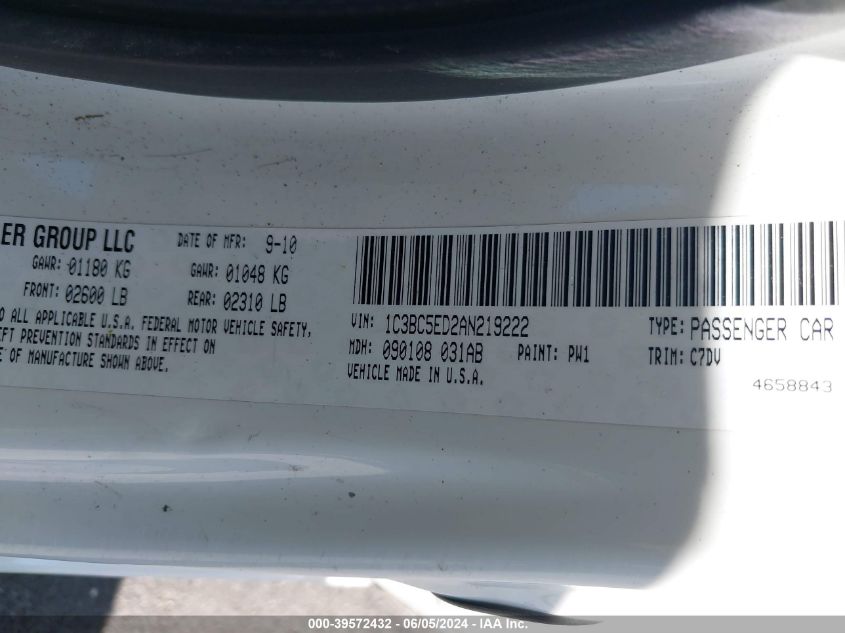 ER GROUP LLC DATE OF MFR: 9-10
GAWR: 01180 KG GAWR: 01048 KG
FRONT: 02600 LB REAR: 02310 LB
O ALL APPLICABLE U.S.A. FEDERAL MOTOR VEHICLE SAFETY,
EFT PREVENTION STANDARDS IN EFFECT ON
E OF MANUFACTURE SHOWN ABOVE.
VIN: 1C3BC5ED2AN219222 TYPE: PASSENGER CAR
MDH: 090108 031AB PAINT: PW1 TRIM: C7DV
VEHICLE MADE IN U.S.A.
4658843
000-39572432 - 06/05/2024 - IAA Inc.